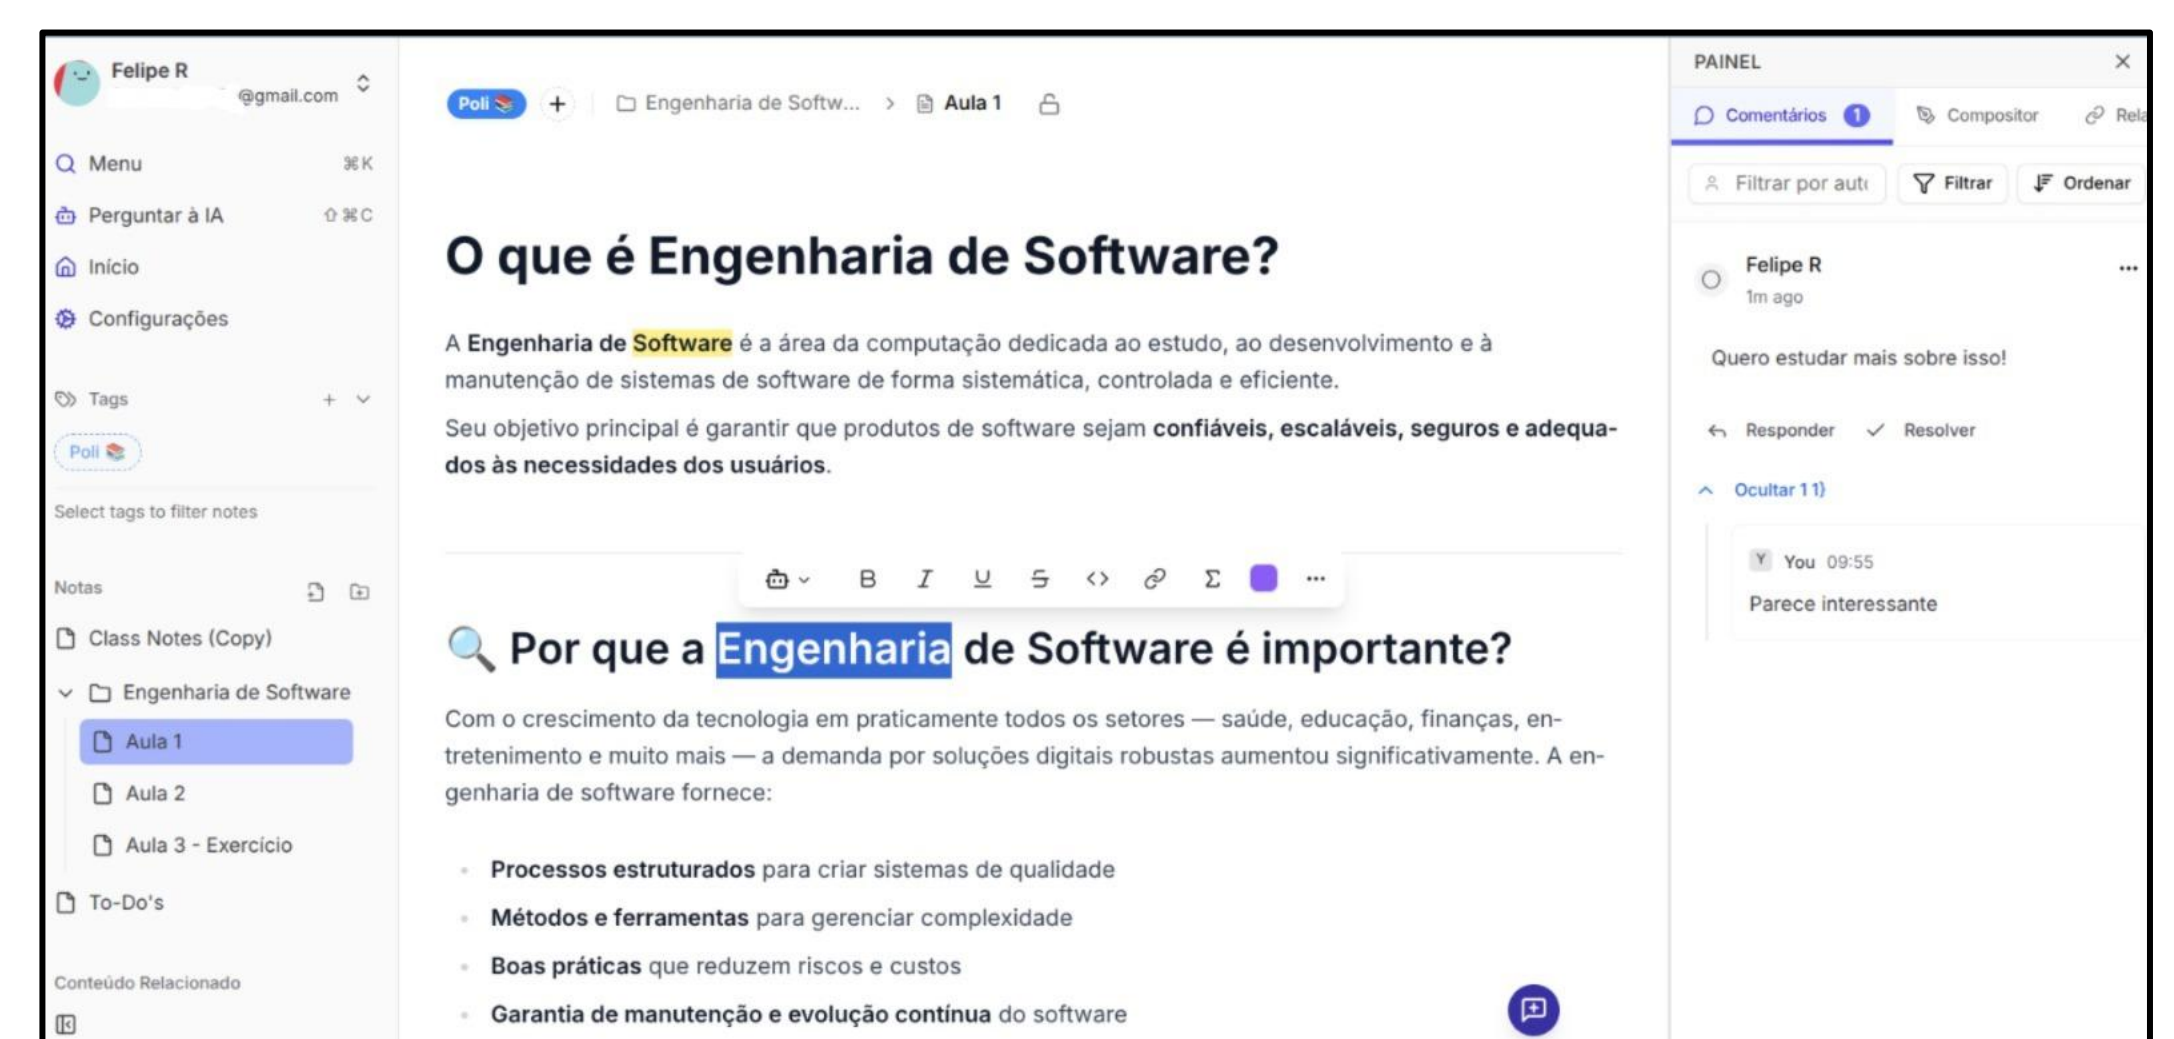 Felipe R
@gmail.com
Menu ⌘K
Perguntar à IA ⇧⌘C
Início
Configurações
Tags
Poli 📚
Select tags to filter notes
Notas
Class Notes (Copy)
Engenharia de Software
Aula 1
Aula 2
Aula 3 - Exercício
To-Do's
Conteúdo Relacionado
Poli 📚 + Engenharia de Softw... > Aula 1
O que é Engenharia de Software?
A Engenharia de Software é a área da computação dedicada ao estudo, ao desenvolvimento e à
manutenção de sistemas de software de forma sistemática, controlada e eficiente.
Seu objetivo principal é garantir que produtos de software sejam confiáveis, escaláveis, seguros e adequa-
dos às necessidades dos usuários.
B I U S <> Σ ...
🔍 Por que a Engenharia de Software é importante?
Com o crescimento da tecnologia em praticamente todos os setores — saúde, educação, finanças, en-
tretenimento e muito mais — a demanda por soluções digitais robustas aumentou significativamente. A en-
genharia de software fornece:
Processos estruturados para criar sistemas de qualidade
Métodos e ferramentas para gerenciar complexidade
Boas práticas que reduzem riscos e custos
Garantia de manutenção e evolução contínua do software
PAINEL
Comentários 1 Compositor Rela
Filtrar por aut Filtrar Ordenar
Felipe R
1m ago
Quero estudar mais sobre isso!
Responder Resolver
Ocultar 1 1}
Y You 09:55
Parece interessante